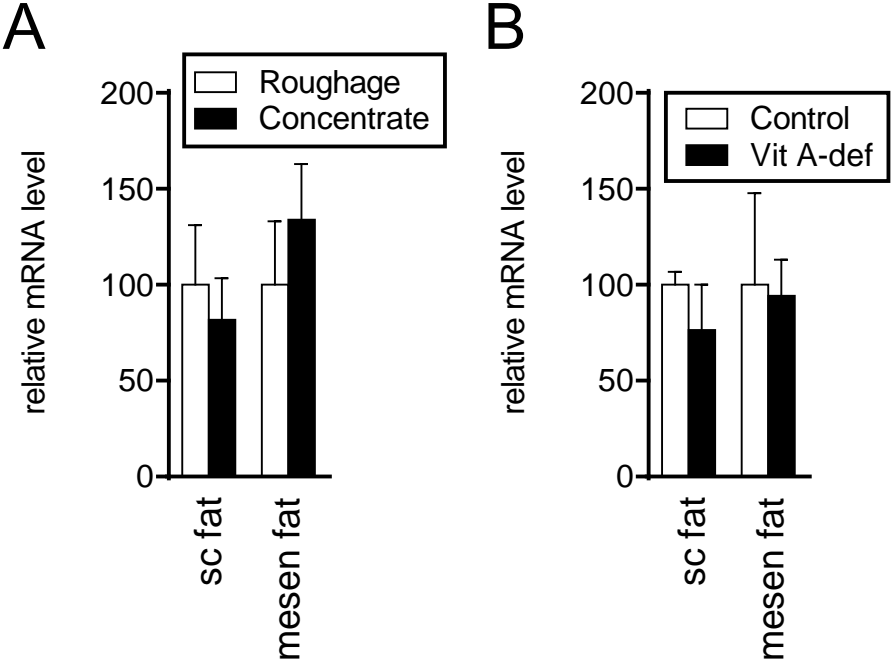 A
Roughage
Concentrate
200
150
100
50
0
relative mRNA level
sc fat
mesen fat
B
Control
Vit A-def
200
150
100
50
0
relative mRNA level
sc fat
mesen fat